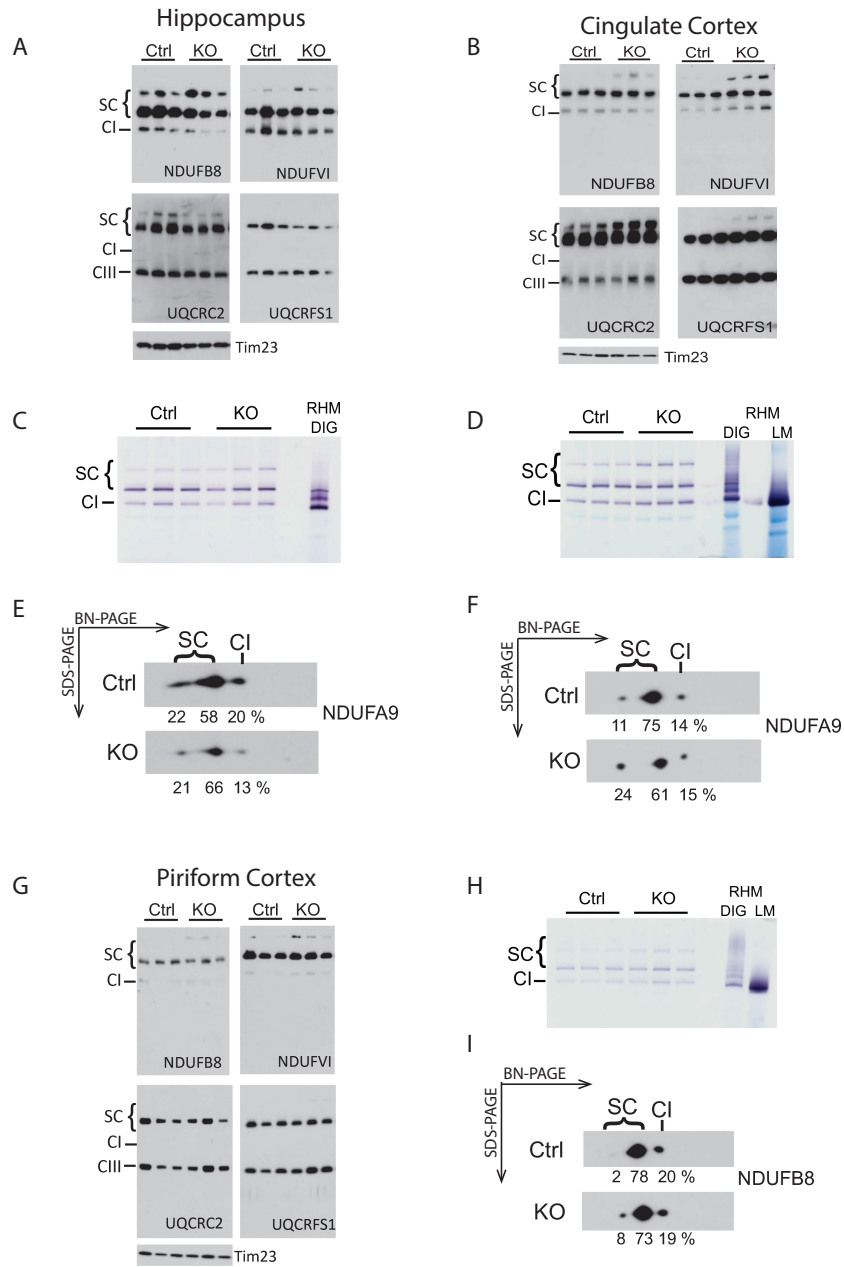 Hippocampus
Cingulate Cortex
A
Ctrl KO Ctrl KO
SC
CI
NDUFB8 NDUFVI
SC
CI
CIII
UQCRC2 UQCRFS1
Tim23
B
Ctrl KO Ctrl KO
SC
CI
NDUFB8 NDUFVI
SC
CI
CIII
UQCRC2 UQCRFS1
Tim23
C
Ctrl KO RHM
DIG
SC
CI
D
Ctrl KO RHM
DIG LM
SC
CI
E
BN-PAGE
SDS-PAGE
SC CI
Ctrl
22 58 20 %
NDUFA9
KO
21 66 13 %
F
BN-PAGE
SDS-PAGE
SC CI
Ctrl
11 75 14 %
NDUFA9
KO
24 61 15 %
G
Piriform Cortex
Ctrl KO Ctrl KO
SC
CI
NDUFB8 NDUFVI
SC
CI
CIII
UQCRC2 UQCRFS1
Tim23
H
Ctrl KO RHM
DIG LM
SC
CI
I
BN-PAGE
SDS-PAGE
SC CI
Ctrl
2 78 20 %
NDUFB8
KO
8 73 19 %